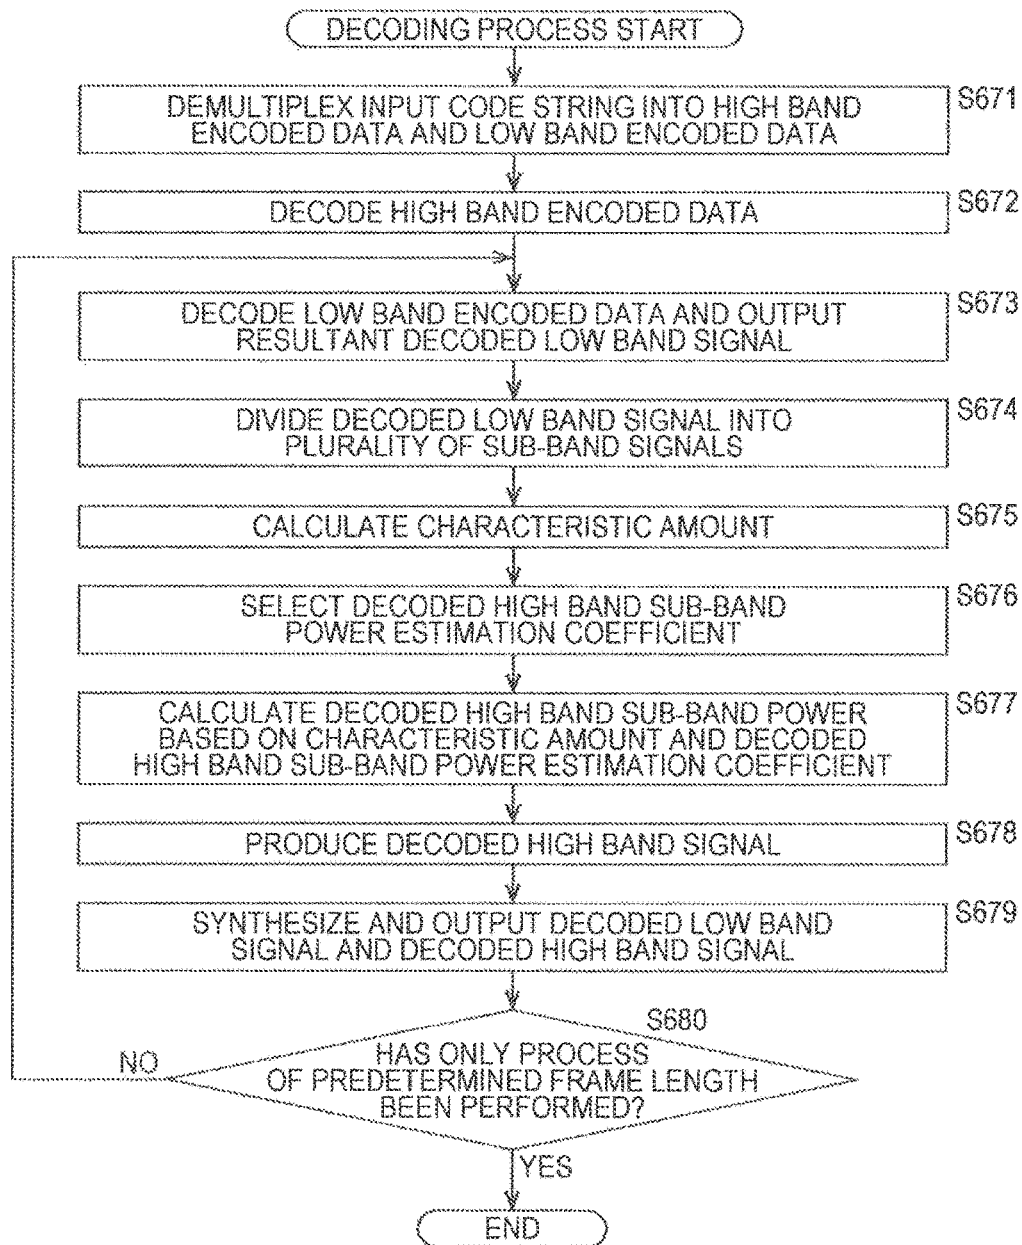 DECODING PROCESS START
DEMULTIPLEX INPUT CODE STRING INTO HIGH BAND
ENCODED DATA AND LOW BAND ENCODED DATA
S671
DECODE HIGH BAND ENCODED DATA
S672
DECODE LOW BAND ENCODED DATA AND OUTPUT
RESULTANT DECODED LOW BAND SIGNAL
S673
DIVIDE DECODED LOW BAND SIGNAL INTO
PLURALITY OF SUB-BAND SIGNALS
S674
CALCULATE CHARACTERISTIC AMOUNT
S675
SELECT DECODED HIGH BAND SUB-BAND
POWER ESTIMATION COEFFICIENT
S676
CALCULATE DECODED HIGH BAND SUB-BAND POWER
BASED ON CHARACTERISTIC AMOUNT AND DECODED
HIGH BAND SUB-BAND POWER ESTIMATION COEFFICIENT
S677
PRODUCE DECODED HIGH BAND SIGNAL
S678
SYNTHESIZE AND OUTPUT DECODED LOW BAND
SIGNAL AND DECODED HIGH BAND SIGNAL
S679
S680
HAS ONLY PROCESS
OF PREDETERMINED FRAME LENGTH
BEEN PERFORMED?
NO
YES
END